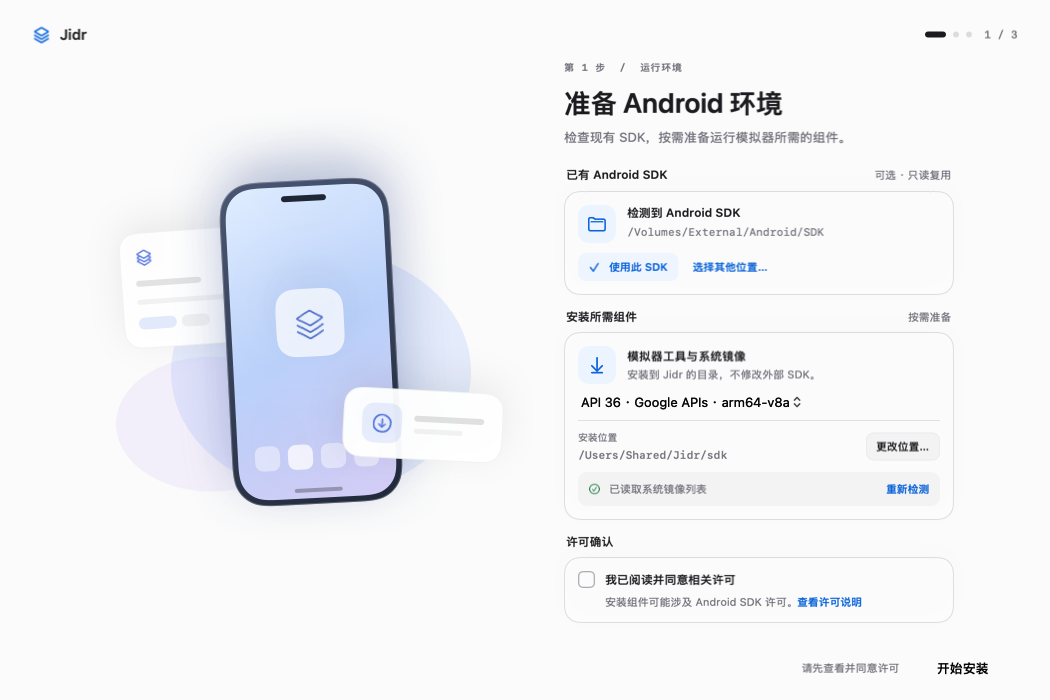 Jidr
1 / 3
第 1 步 / 运行环境
准备 Android 环境
检查现有 SDK，按需准备运行模拟器所需的组件。
已有 Android SDK
可选 · 只读复用
检测到 Android SDK
/Volumes/External/Android/SDK
使用此 SDK
选择其他位置...
安装所需组件
按需准备
模拟器工具与系统镜像
安装到 Jidr 的目录，不修改外部 SDK。
API 36 · Google APIs · arm64-v8a
安装位置
/Users/Shared/Jidr/sdk
更改位置...
已读取系统镜像列表
重新检测
许可确认
我已阅读并同意相关许可
安装组件可能涉及 Android SDK 许可。查看许可说明
请先查看并同意许可
开始安装